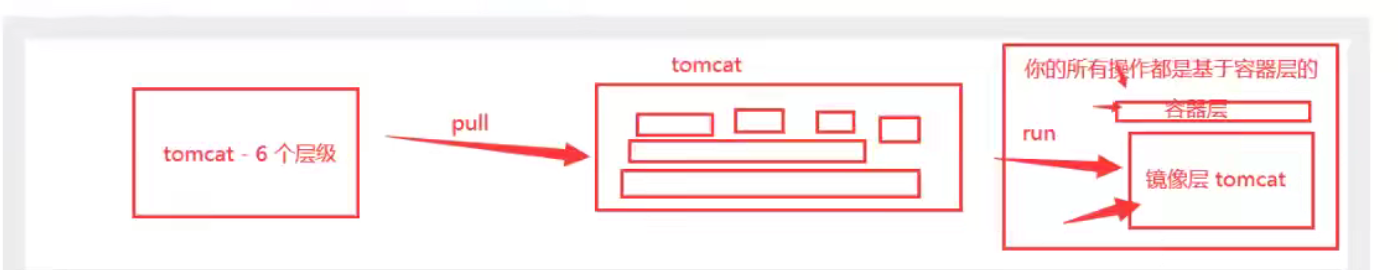 tomcat - 6 个层级
pull
tomcat
run
你的所有操作都是基于容器层的
容器层
镜像层 tomcat